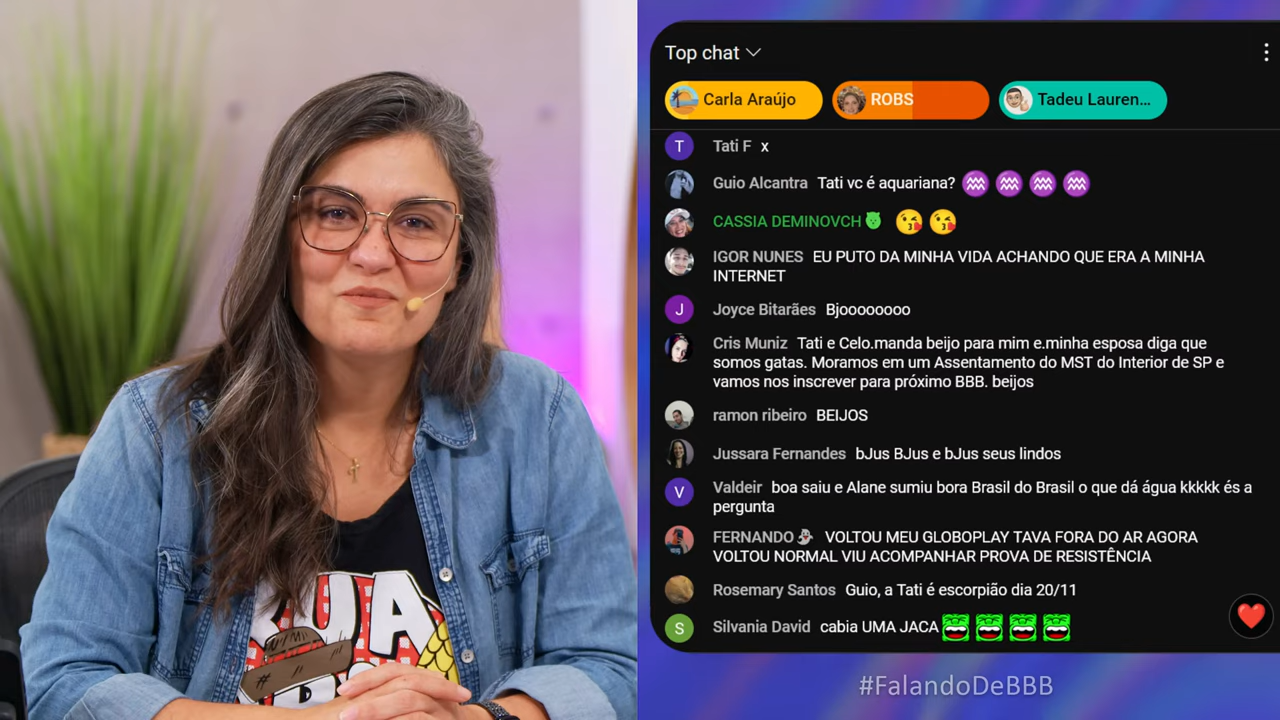 RUA
Top chat
Carla Araújo
ROBS
Tadeu Lauren...
T
Tati F x
Guio Alcantra Tati vc é aquariana? ♒ ♒ ♒ ♒
CASSIA DEMINOVCH 😘 😘
IGOR NUNES EU PUTO DA MINHA VIDA ACHANDO QUE ERA A MINHA
INTERNET
J
Joyce Bitarães Bjoooooooo
Cris Muniz Tati e Celo.manda beijo para mim e.minha esposa diga que
somos gatas. Moramos em um Assentamento do MST do Interior de SP e
vamos nos inscrever para próximo BBB. beijos
ramon ribeiro BEIJOS
Jussara Fernandes bJus BJus e bJus seus lindos
V
Valdeir boa saiu e Alane sumiu bora Brasil do Brasil o que dá água kkkkk és a
pergunta
FERNANDO👻 VOLTOU MEU GLOBOPLAY TAVA FORA DO AR AGORA
VOLTOU NORMAL VIU ACOMPANHAR PROVA DE RESISTÊNCIA
Rosemary Santos Guio, a Tati é escorpião dia 20/11
S
Silvania David cabia UMA JACA
#FalandoDeBBB